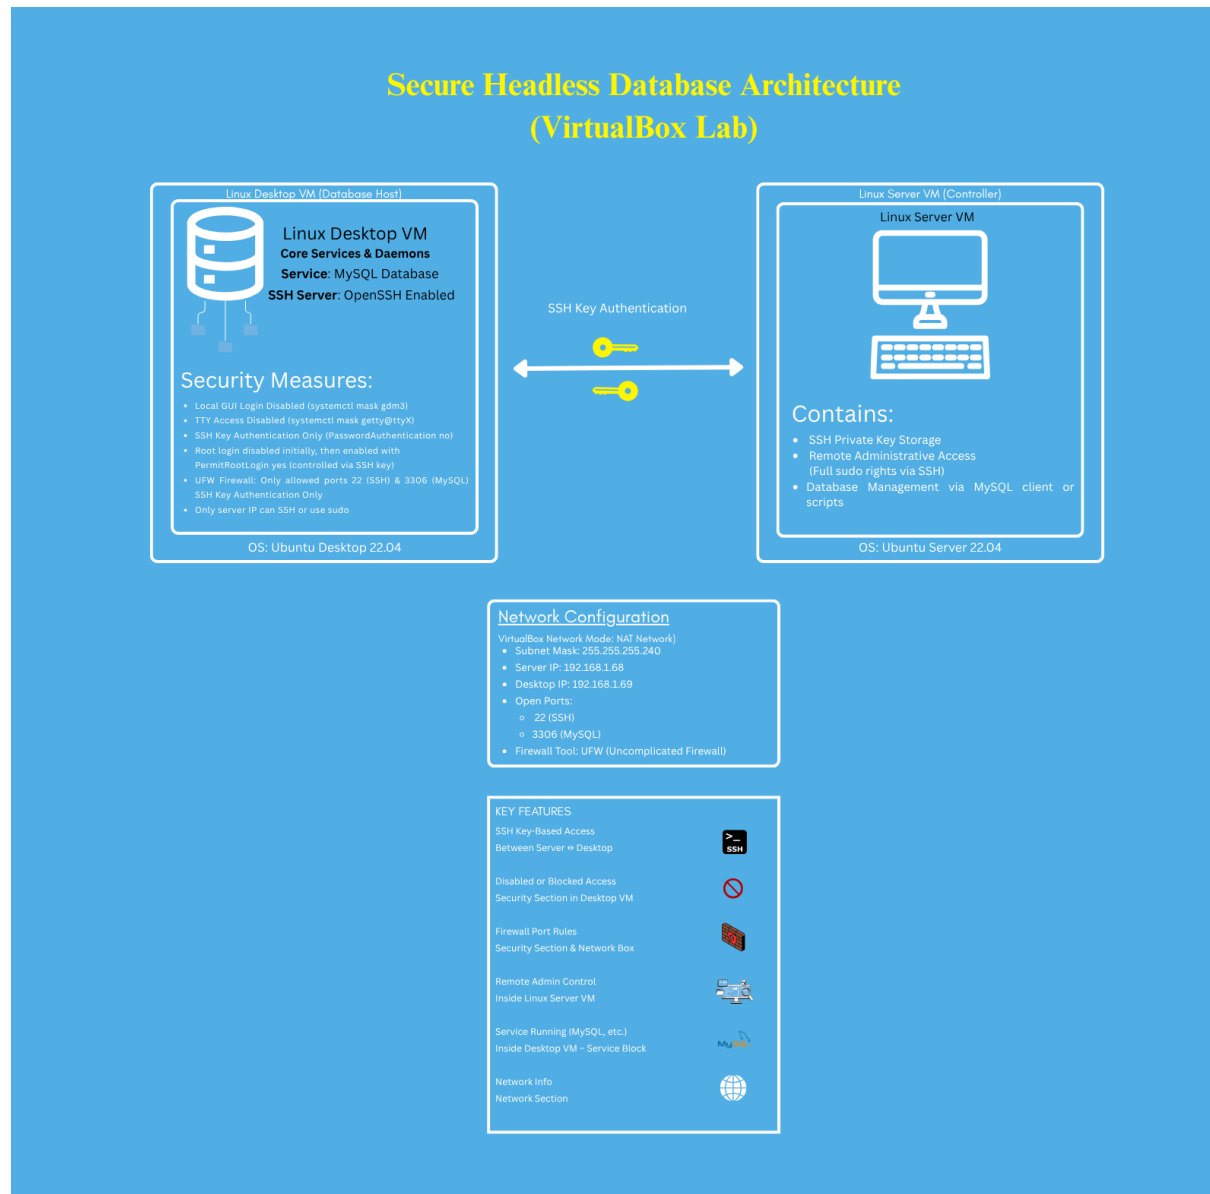 Secure Headless Database Architecture
(VirtualBox Lab)
Linux Desktop VM (Database Host)
Linux Desktop VM
Core Services & Daemons
Service: MySQL Database
SSH Server: OpenSSH Enabled
Security Measures:
• Local GUI Login Disabled (systemctl mask gdm3)
• TTY Access Disabled (systemctl mask getty@ttyX)
• SSH Key Authentication Only (PasswordAuthentication no)
• Root login disabled initially, then enabled with
PermitRootLogin yes (controlled via SSH key)
• UFW Firewall: Only allowed ports 22 (SSH) & 3306 (MySQL)
SSH Key Authentication Only
• Only server IP can SSH or use sudo
OS: Ubuntu Desktop 22.04
SSH Key Authentication
Linux Server VM (Controller)
Linux Server VM
Contains:
• SSH Private Key Storage
• Remote Administrative Access
(Full sudo rights via SSH)
• Database Management via MySQL client or
scripts
OS: Ubuntu Server 22.04
Network Configuration
VirtualBox Network Mode: NAT Network)
• Subnet Mask: 255.255.255.240
• Server IP: 192.168.1.68
• Desktop IP: 192.168.1.69
• Open Ports:
◦ 22 (SSH)
◦ 3306 (MySQL)
• Firewall Tool: UFW (Uncomplicated Firewall)
KEY FEATURES
SSH Key-Based Access
Between Server ↔ Desktop
>_
SSH
Disabled or Blocked Access
Security Section in Desktop VM
Firewall Port Rules
Security Section & Network Box
Remote Admin Control
Inside Linux Server VM
Service Running (MySQL, etc.)
Inside Desktop VM – Service Block
MySQL
Network Info
Network Section